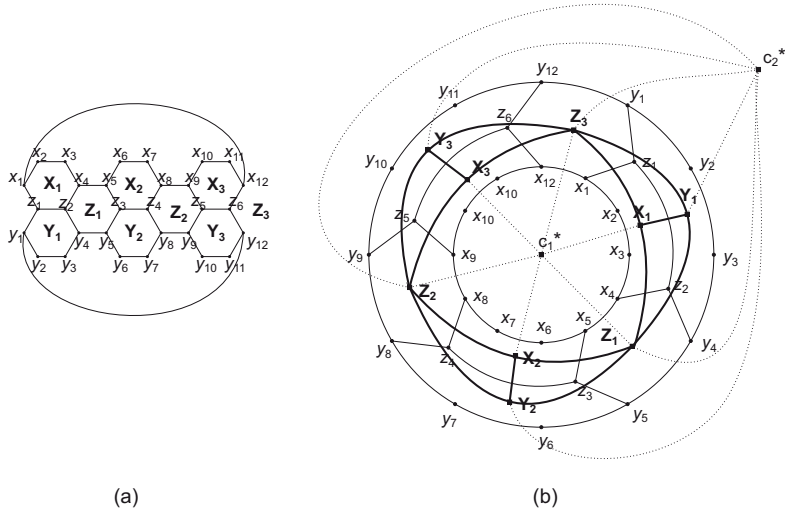 x2 x3 x6 x7 x10 x11
x1 X1 x4 x5 X2 x8 x9 X3 x12
z1 z2 Z1 z3 z4 Z2 z5 z6 Z3
y1 Y1 y4 y5 Y2 y8 y9 Y3 y12
y2 y3 y6 y7 y10 y11
(a)
c2*
y12
y11 y1
z6 Z3
Y3 z1
y10 X3 x12 y2
x10 x1 Y1
x10 x2 X1
z5
c1*
y9 x9 x3 y3
Z2 x4 z2
x8
x7 x5 Z1
x6
y8 z4 X2 y4
z3
Y2
y7 y5
y6
(b)